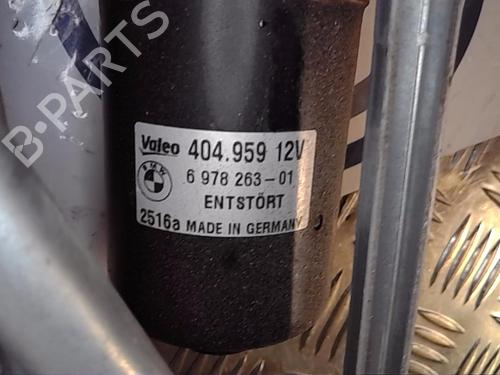 B-PARTS
Valeo 404.959 12V
BMW
6 978 263-01
ENTSTÖRT
2516a MADE IN GERMANY